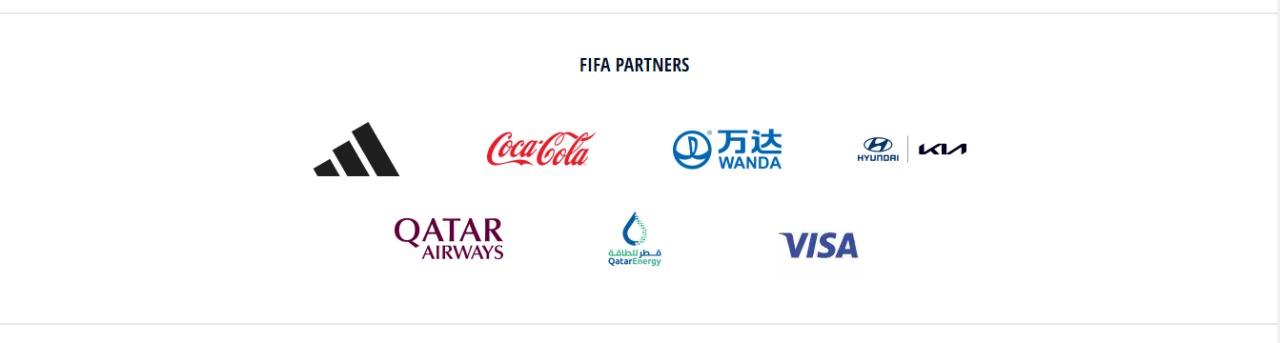 FIFA PARTNERS
Coca-Cola
® 万达
WANDA
HYUNDAI
KIA
QATAR
AIRWAYS
قطر للطاقة
QatarEnergy
VISA